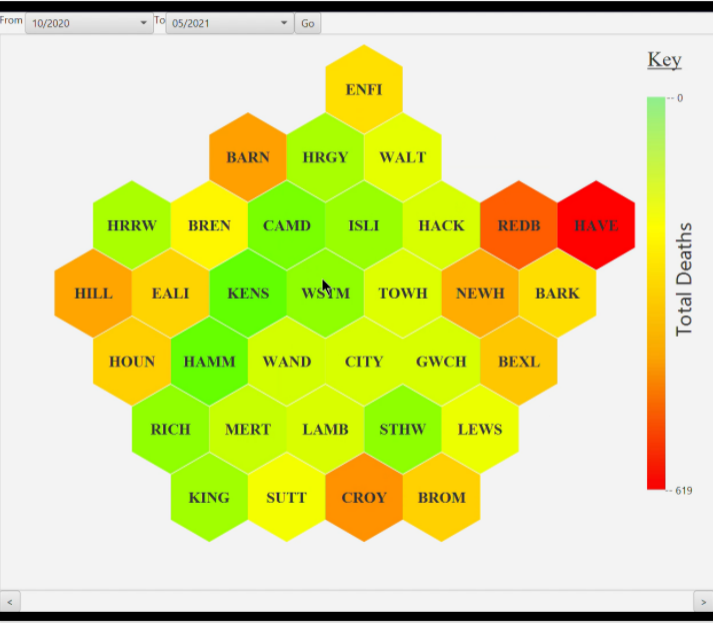 From 10/2020 To 05/2021 Go
Key
0
ENFI
BARN HRGY WALT
HRRW BREN CAMD ISLI HACK REDB HAVE
HILL EALI KENS WSTM TOWH NEWH BARK
Total Deaths
HOUN HAMM WAND CITY GWCH BEXL
RICH MERT LAMB STHW LEWS
KING SUTT CROY BROM
619
< >